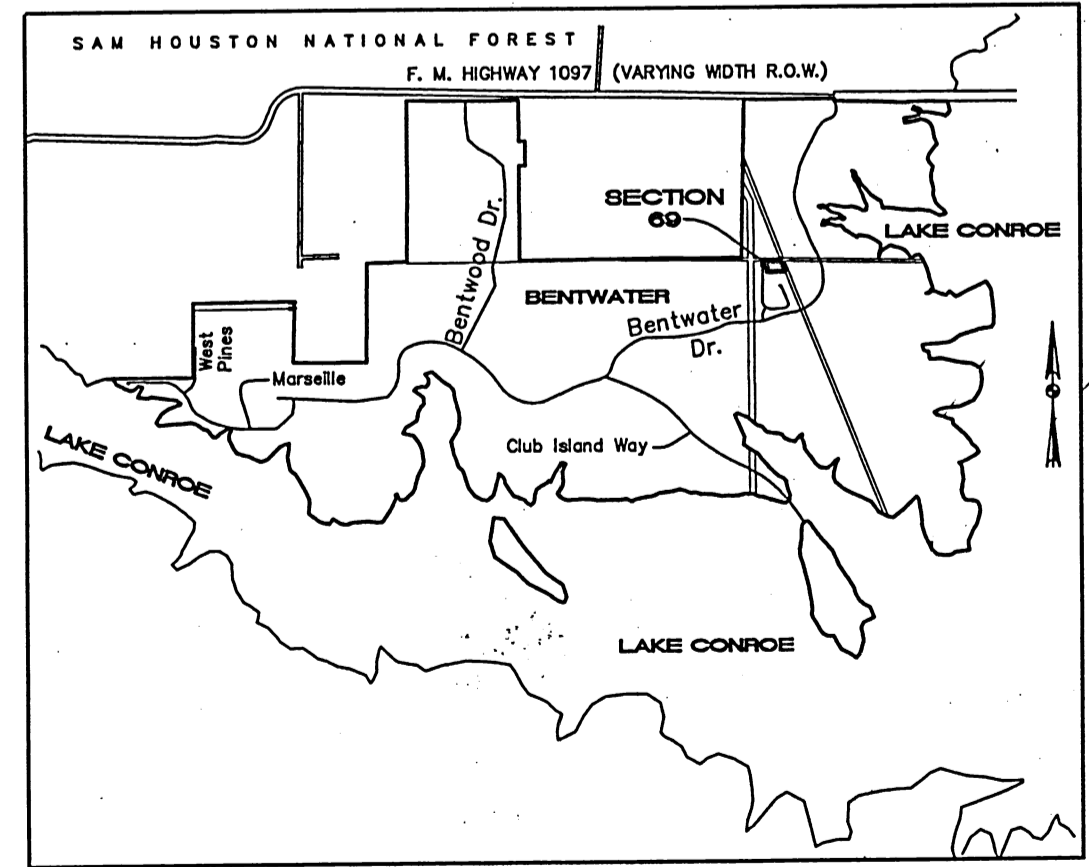 SAM HOUSTON NATIONAL FOREST
F. M. HIGHWAY 1097 (VARYING WIDTH R.O.W.)
SECTION
69
LAKE CONROE
Bentwood Dr.
BENTWATER
Bentwater
Dr.
West
Pines
Marseille
Club Island Way
LAKE CONROE
LAKE CONROE